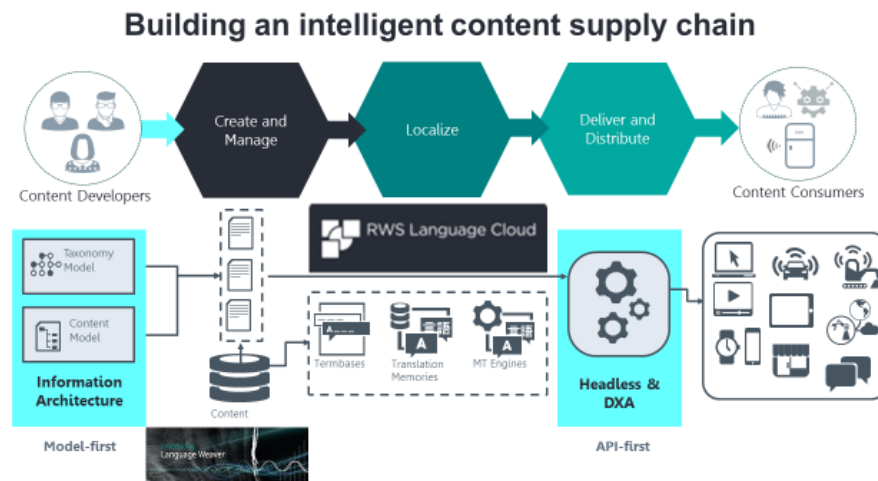 Building an intelligent content supply chain
Content Developers
Create and
Manage
Localize
Deliver and
Distribute
Content Consumers
Taxonomy
Model
Content Model
Information
Architecture
Model-first
Content
RWS Language Cloud
A
Termbases
A
Translation
Memories
A
MT Engines
Headless &
DXA
API-first
Language Weaver